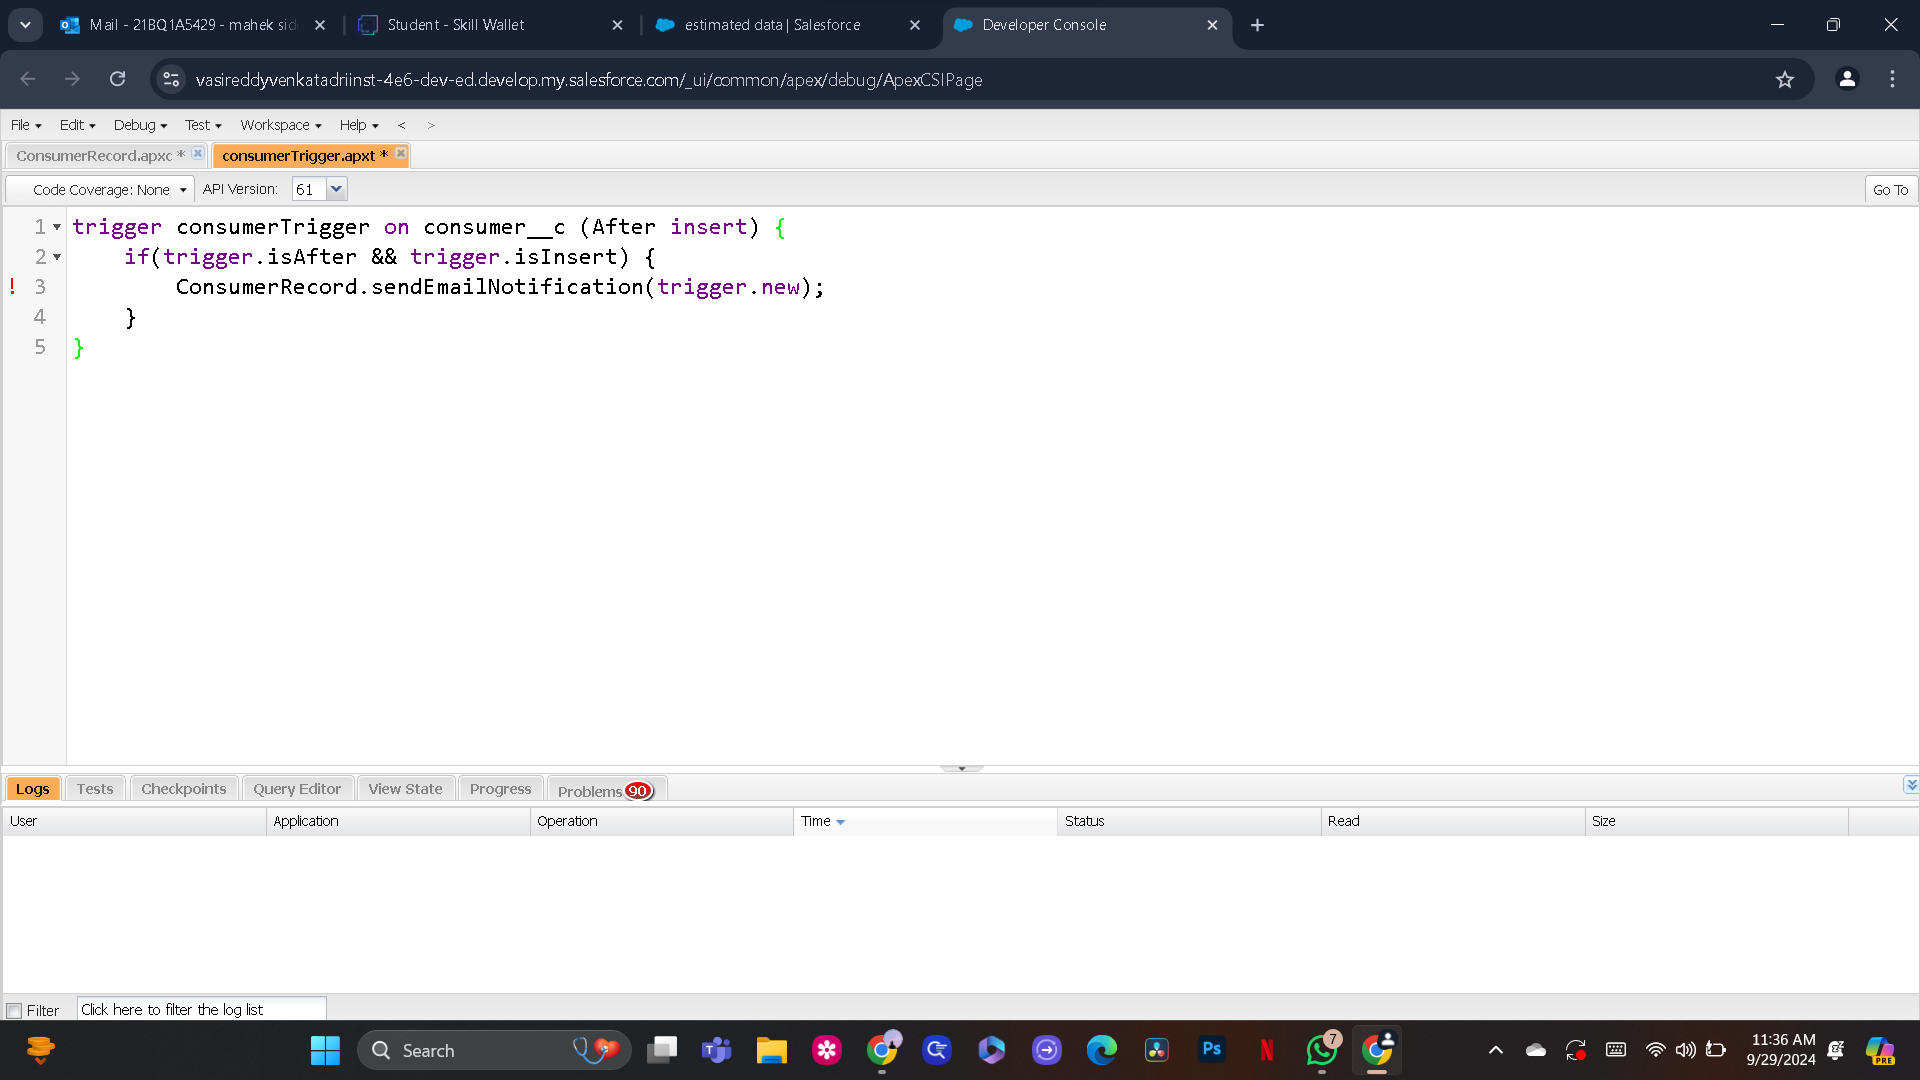 Mail - 21BQ1A5429 - mahek sid
Student - Skill Wallet
estimated data | Salesforce
Developer Console
vasireddyvenkatadriinst-4e6-dev-ed.develop.my.salesforce.com/_ui/common/apex/debug/ApexCSIPage
File Edit Debug Test Workspace Help < >
ConsumerRecord.apxc * consumerTrigger.apxt *
Code Coverage: None API Version: 61 Go To
1 trigger consumerTrigger on consumer__c (After insert) {
2 if(trigger.isAfter && trigger.isInsert) {
! 3 ConsumerRecord.sendEmailNotification(trigger.new);
4 }
5 }
Logs Tests Checkpoints Query Editor View State Progress Problems 90
User Application Operation Time Status Read Size
Filter Click here to filter the log list
Search
Ps
N
7
11:36 AM
9/29/2024
PRE